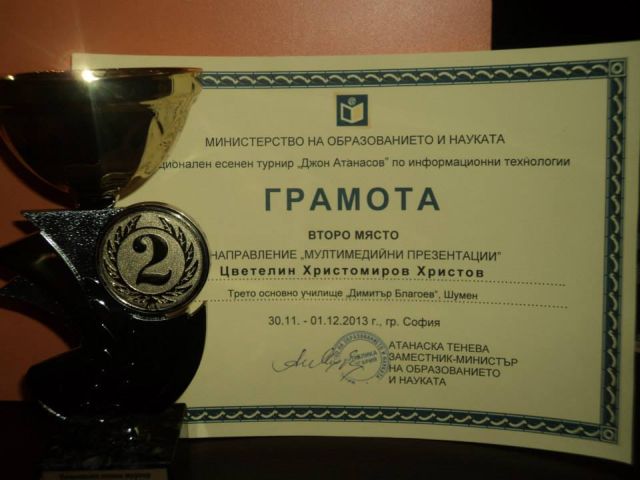 МИНИСТЕРСТВО НА ОБРАЗОВАНИЕТО И НАУКАТА
есенен турнир „Джон Атанасов" по информационни технологии
ГРАМОТА
ВТОРО МЯСТО
НАПРАВЛЕНИЕ „МУЛТИМЕДИЙНИ ПРЕЗЕНТАЦИИ"
Цветелин Христомиров Христов
Трето основно училище „Димитър Благоев", Шумен
30.11. - 01.12.2013 г., гр. София
АТАНАСКА ТЕНЕВА
ЗАМЕСТНИК-МИНИСТЪР
НА ОБРАЗОВАНИЕТО
И НАУКАТА
2